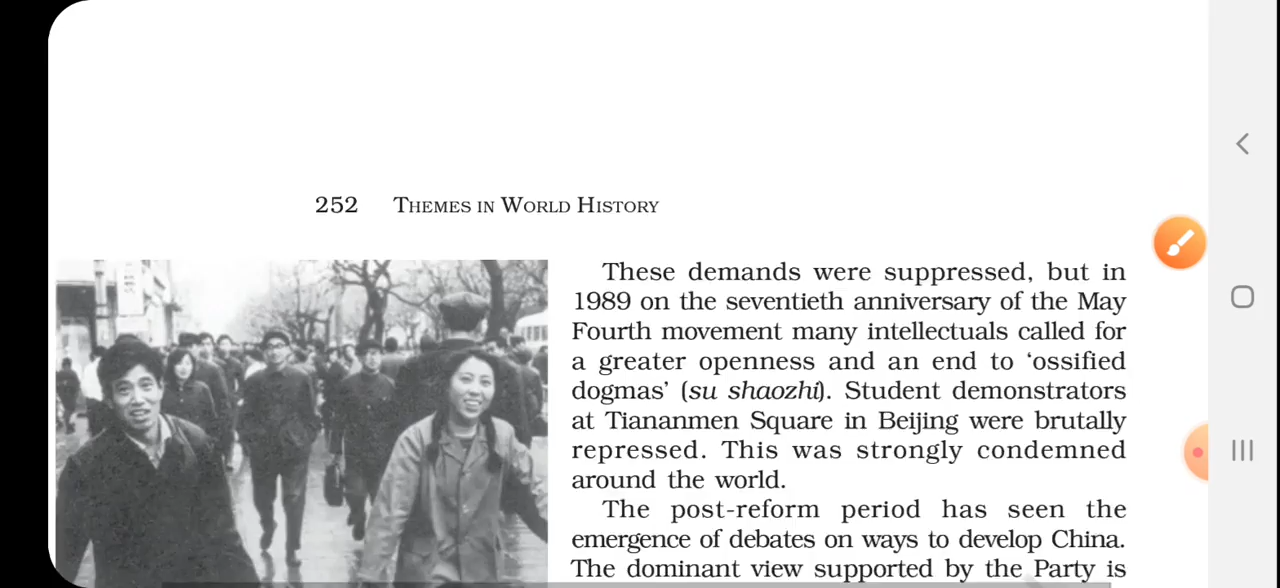 252 THEMES IN WORLD HISTORY
These demands were suppressed, but in
1989 on the seventieth anniversary of the May
Fourth movement many intellectuals called for
a greater openness and an end to ‘ossified
dogmas’ (su shaozhi). Student demonstrators
at Tiananmen Square in Beijing were brutally
repressed. This was strongly condemned
around the world.
The post-reform period has seen the
emergence of debates on ways to develop China.
The dominant view supported by the Party is